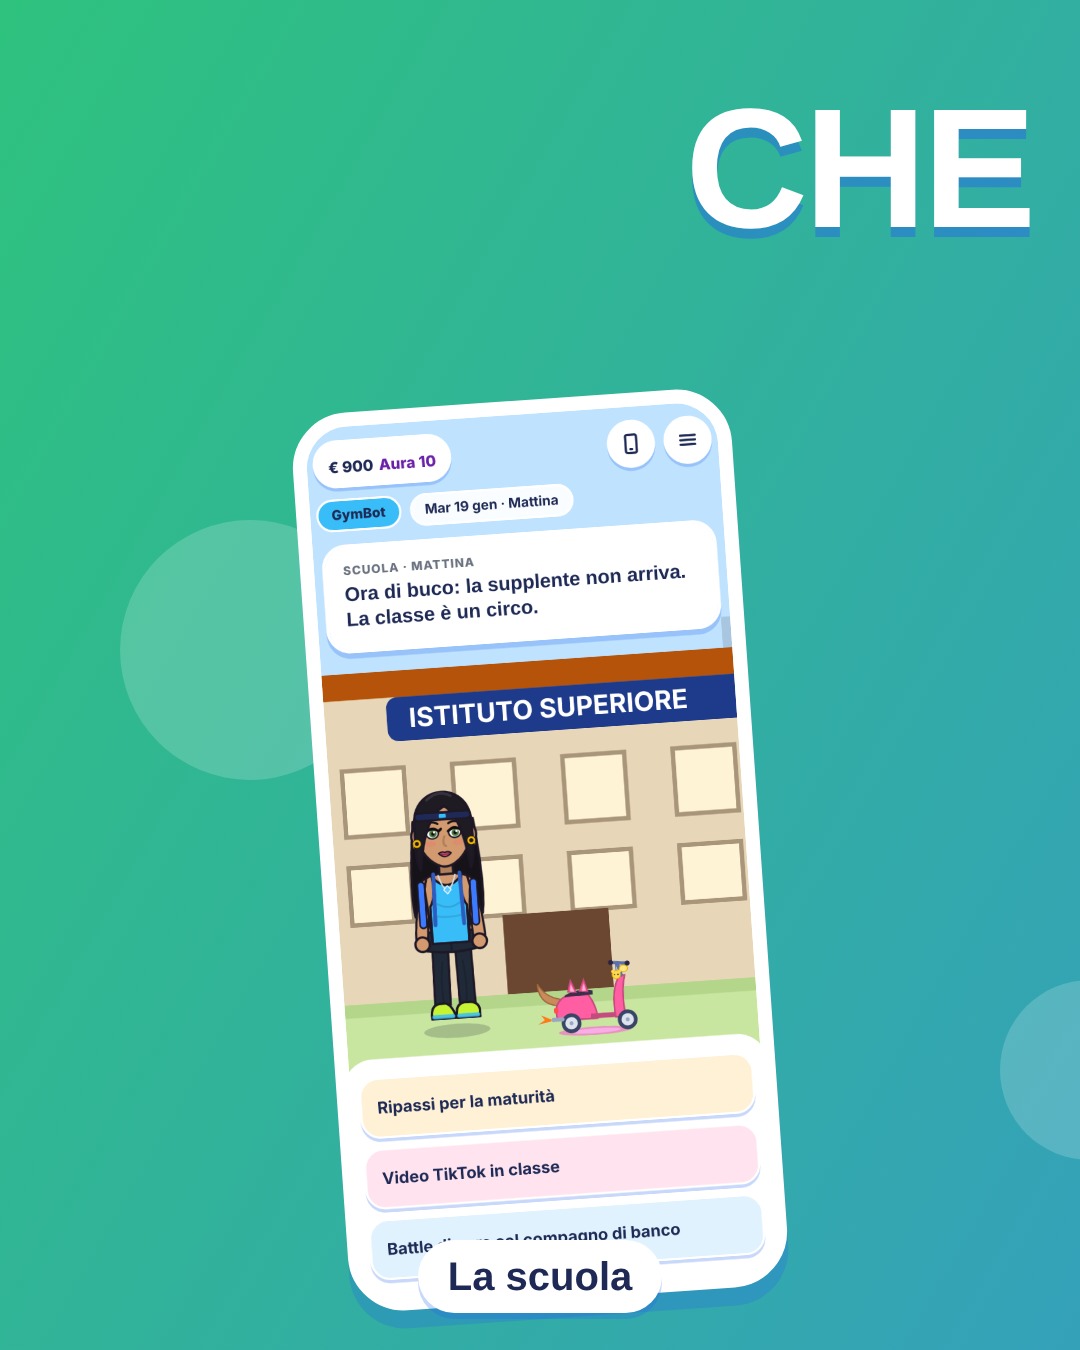 CHE
€ 900 Aura 10
GymBot
Mar 19 gen · Mattina
SCUOLA · MATTINA
Ora di buco: la supplente non arriva.
La classe è un circo.
ISTITUTO SUPERIORE
Ripassi per la maturità
Video TikTok in classe
Battle col compagno di banco
La scuola